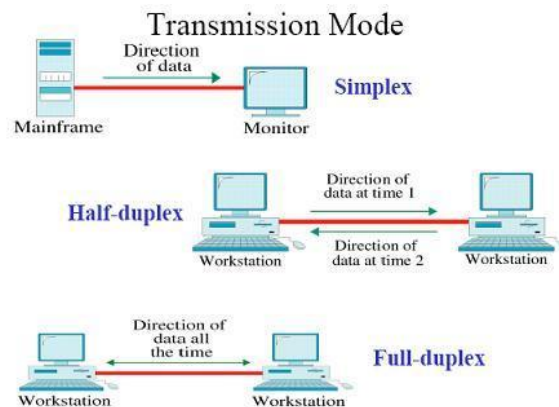 Transmission Mode
Direction
of data
Simplex
Mainframe
Monitor
Direction of
data at time 1
Half-duplex
Direction of
data at time 2
Workstation
Workstation
Direction of
data all
the time
Full-duplex
Workstation
Workstation